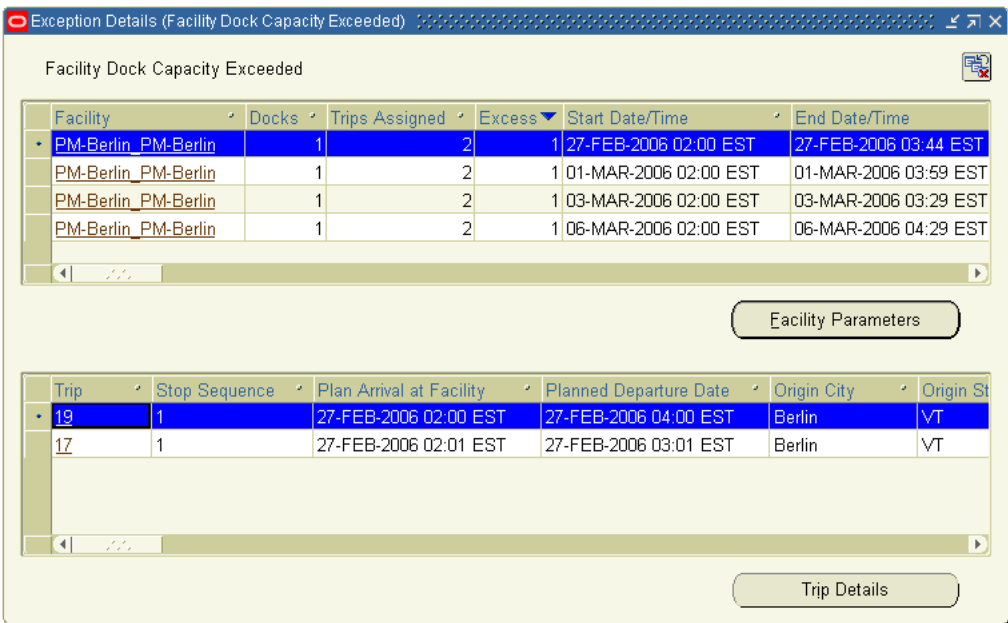 Exception Details (Facility Dock Capacity Exceeded)
Facility Dock Capacity Exceeded
Facility Docks Trips Assigned Excess Start Date/Time End Date/Time
PM-Berlin_PM-Berlin 1 2 1 27-FEB-2006 02:00 EST 27-FEB-2006 03:44 EST
PM-Berlin_PM-Berlin 1 2 1 01-MAR-2006 02:00 EST 01-MAR-2006 03:59 EST
PM-Berlin_PM-Berlin 1 2 1 03-MAR-2006 02:00 EST 03-MAR-2006 03:29 EST
PM-Berlin_PM-Berlin 1 2 1 06-MAR-2006 02:00 EST 06-MAR-2006 04:29 EST
Facility Parameters
Trip Stop Sequence Plan Arrival at Facility Planned Departure Date Origin City Origin St
19 1 27-FEB-2006 02:00 EST 27-FEB-2006 04:00 EST Berlin VT
17 1 27-FEB-2006 02:01 EST 27-FEB-2006 03:01 EST Berlin VT
Trip Details